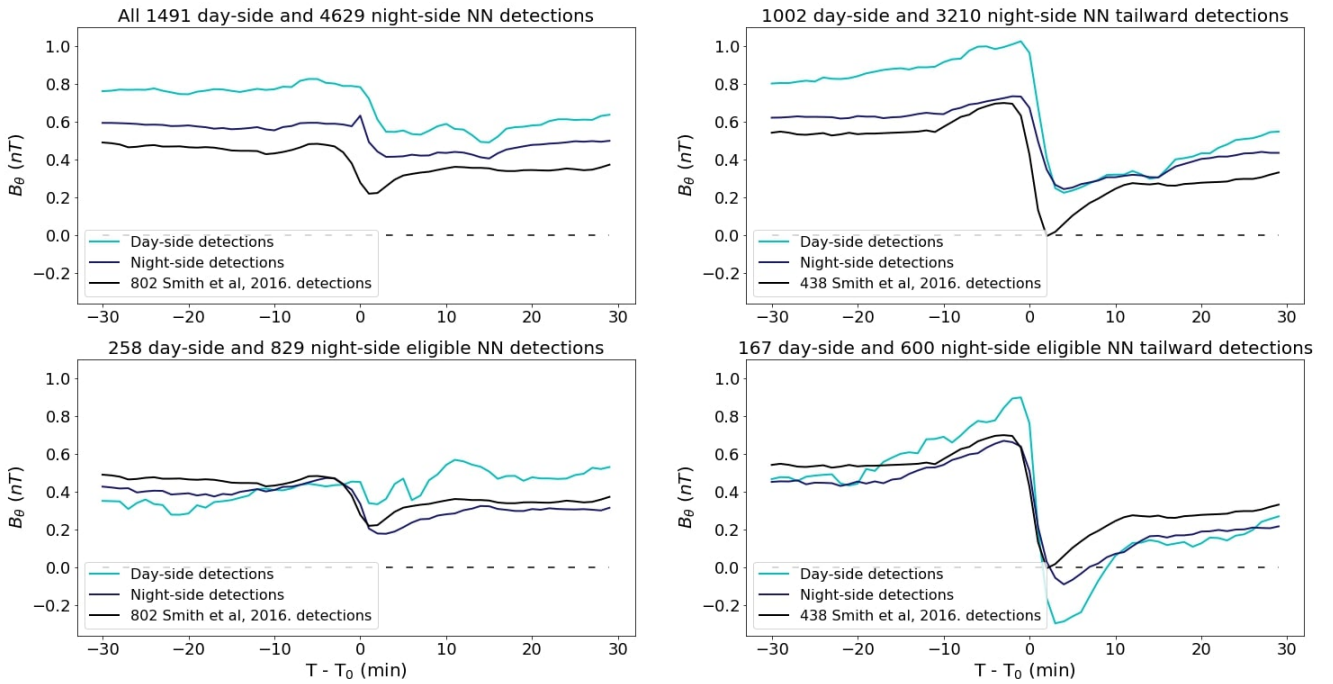 All 1491 day-side and 4629 night-side NN detections
1.0
0.8
0.6
0.4
0.2
0.0
−0.2
B_θ (nT)
Day-side detections
Night-side detections
802 Smith et al, 2016. detections
−30 −20 −10 0 10 20 30
1002 day-side and 3210 night-side NN tailward detections
1.0
0.8
0.6
0.4
0.2
0.0
−0.2
B_θ (nT)
Day-side detections
Night-side detections
438 Smith et al, 2016. detections
−30 −20 −10 0 10 20 30
258 day-side and 829 night-side eligible NN detections
1.0
0.8
0.6
0.4
0.2
0.0
−0.2
B_θ (nT)
Day-side detections
Night-side detections
802 Smith et al, 2016. detections
−30 −20 −10 0 10 20 30
T - T₀ (min)
167 day-side and 600 night-side eligible NN tailward detections
1.0
0.8
0.6
0.4
0.2
0.0
−0.2
B_θ (nT)
Day-side detections
Night-side detections
438 Smith et al, 2016. detections
−30 −20 −10 0 10 20 30
T - T₀ (min)